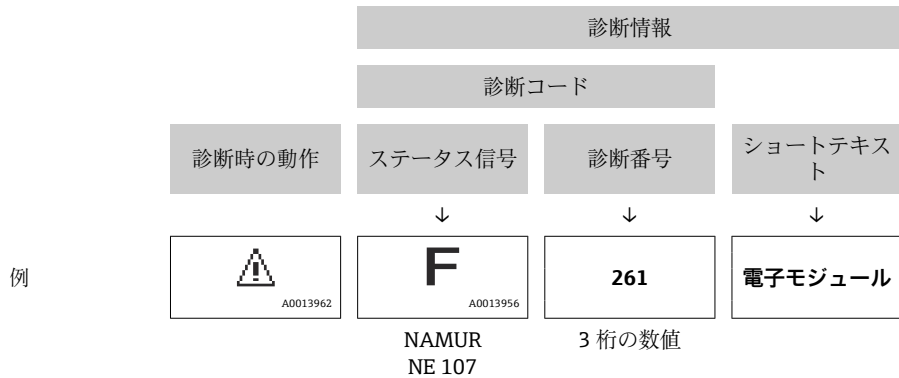 診断情報
診断コード
診断時の動作
ステータス信号
診断番号
ショートテキス
ト
例
A0013962
F
A0013956
261
電子モジュール
NAMUR
NE 107
3 桁の数値